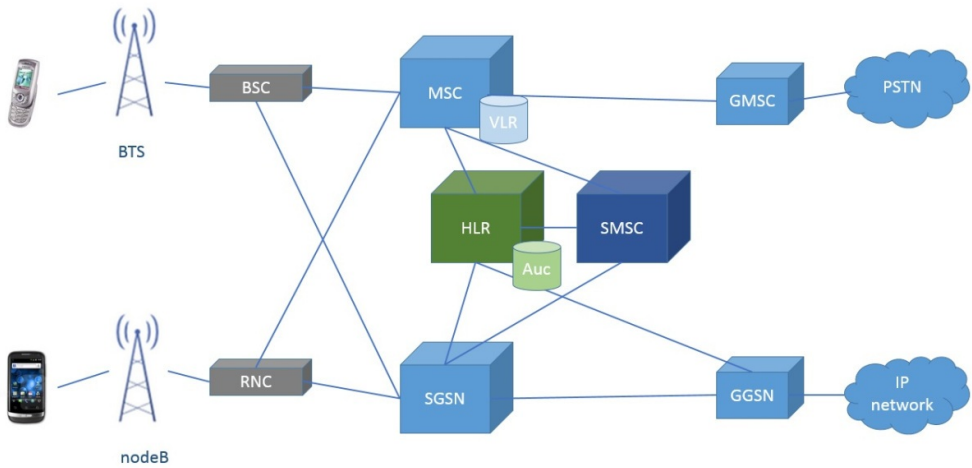 BSC
MSC
VLR
GMSC
PSTN
BTS
HLR
SMSC
Auc
RNC
SGSN
GGSN
IP
network
nodeB